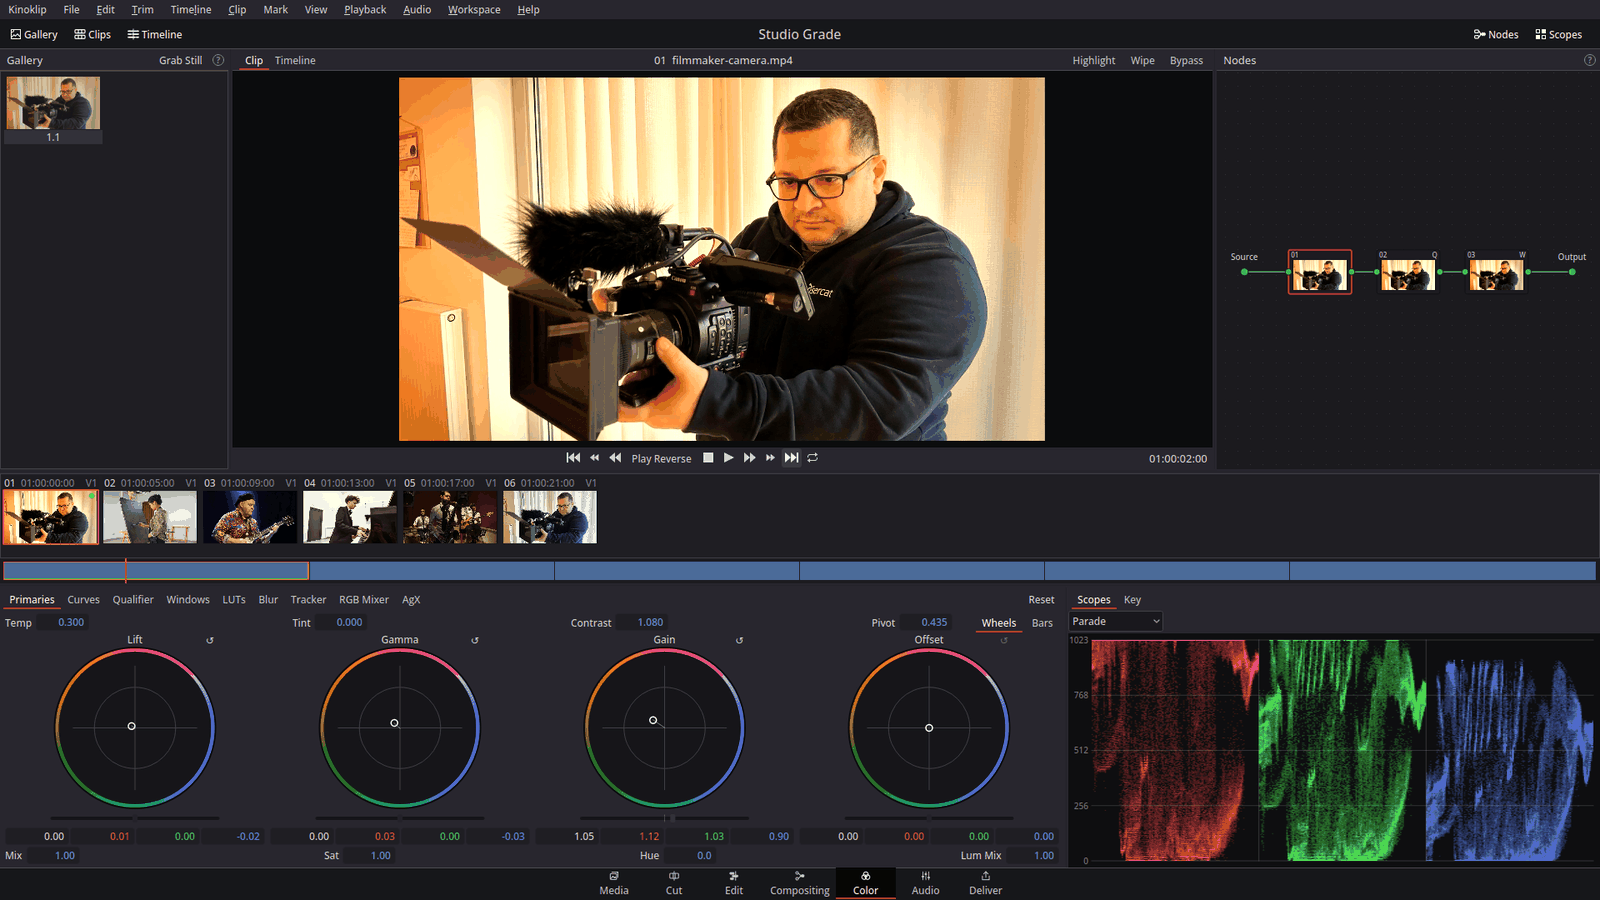 Kinoklip File Edit Trim Timeline Clip Mark View Playback Audio Workspace Help
Gallery Clips Timeline Studio Grade Nodes Scopes
Gallery Grab Still ? Clip Timeline 01 filmmaker-camera.mp4 Highlight Wipe Bypass Nodes ?
1.1
Source 01 02 Q 03 W Output
Play Reverse 01:00:02:00
01 01:00:00:00 V1 02 01:00:05:00 V1 03 01:00:09:00 V1 04 01:00:13:00 V1 05 01:00:17:00 V1 06 01:00:21:00 V1
Primaries Curves Qualifier Windows LUTs Blur Tracker RGB Mixer AgX Reset Scopes Key
Temp 0.300 Tint 0.000 Contrast 1.080 Pivot 0.435 Wheels Bars Parade
Lift Gamma Gain Offset 1023
768
512
256
0
0.00 0.01 0.00 -0.02 0.00 0.03 0.00 -0.03 1.05 1.12 1.03 0.90 0.00 0.00 0.00 0.00
Mix 1.00 Sat 1.00 Hue 0.0 Lum Mix 1.00
Media Cut Edit Compositing Color Audio Deliver